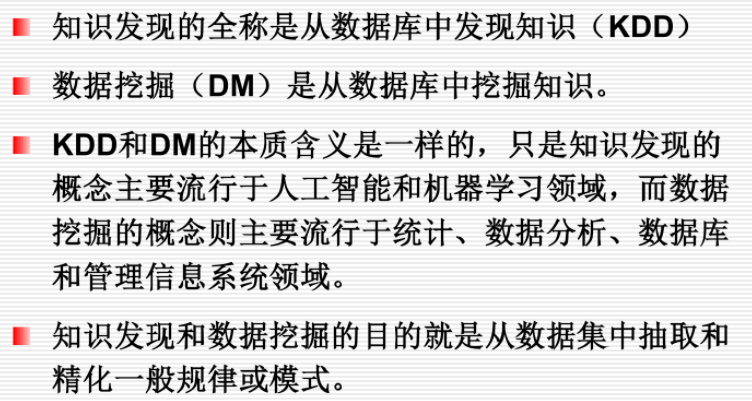 知识发现的全称是从数据库中发现知识（KDD）
数据挖掘（DM）是从数据库中挖掘知识。
KDD和DM的本质含义是一样的，只是知识发现的
概念主要流行于人工智能和机器学习领域，而数据
挖掘的概念则主要流行于统计、数据分析、数据库
和管理信息系统领域。
知识发现和数据挖掘的目的就是从数据集中抽取和
精化一般规律或模式。